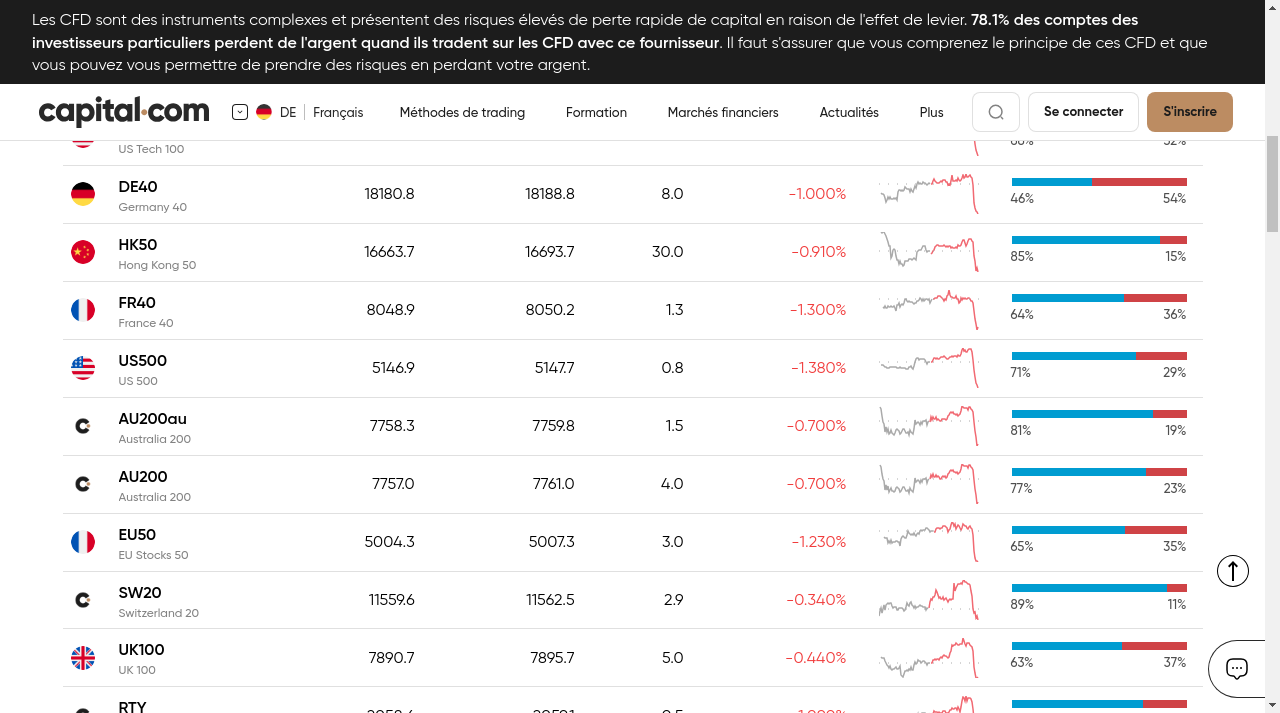 Les CFD sont des instruments complexes et présentent des risques élevés de perte rapide de capital en raison de l'effet de levier. 78.1% des comptes des
investisseurs particuliers perdent de l'argent quand ils tradent sur les CFD avec ce fournisseur. Il faut s'assurer que vous comprenez le principe de ces CFD et que
vous pouvez vous permettre de prendre des risques en perdant votre argent.
capital.com DE Français Méthodes de trading Formation Marchés financiers Actualités Plus Se connecter S'inscrire
US Tech 100
DE40 18180.8 18188.8 8.0 -1.000%
Germany 40 46% 54%
HK50 16663.7 16693.7 30.0 -0.910%
Hong Kong 50 85% 15%
FR40 8048.9 8050.2 1.3 -1.300%
France 40 64% 36%
US500 5146.9 5147.7 0.8 -1.380%
US 500 71% 29%
AU200au 7758.3 7759.8 1.5 -0.700%
Australia 200 81% 19%
AU200 7757.0 7761.0 4.0 -0.700%
Australia 200 77% 23%
EU50 5004.3 5007.3 3.0 -1.230%
EU Stocks 50 65% 35%
SW20 11559.6 11562.5 2.9 -0.340%
Switzerland 20 89% 11%
UK100 7890.7 7895.7 5.0 -0.440%
UK 100 63% 37%
RTY